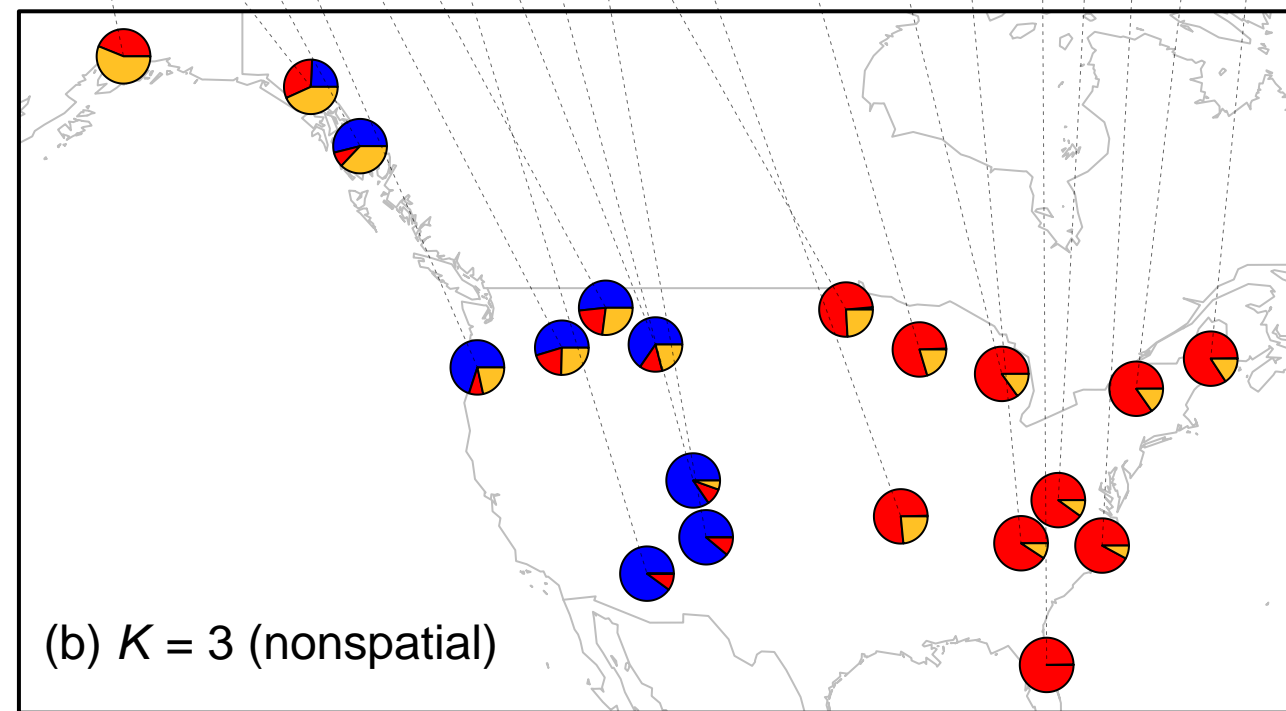 (b) K = 3 (nonspatial)